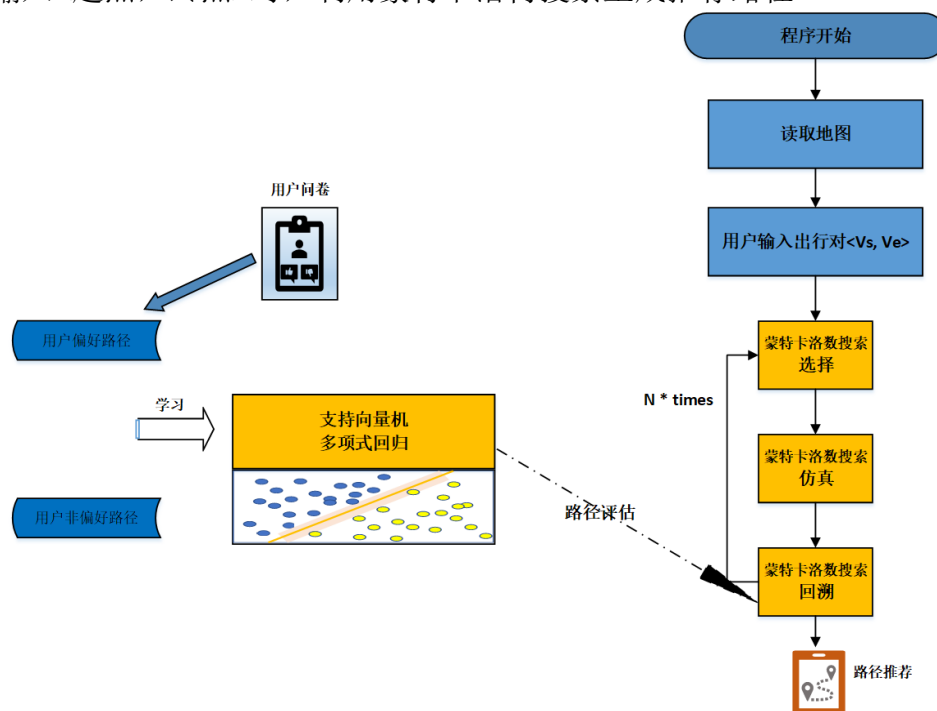 程序开始
读取地图
用户输入出行对<Vs, Ve>
用户问卷
用户偏好路径
蒙特卡洛数搜索
选择
N * times
学习
支持向量机
多项式回归
蒙特卡洛数搜索
仿真
用户非偏好路径
路径评估
蒙特卡洛数搜索
回溯
路径推荐